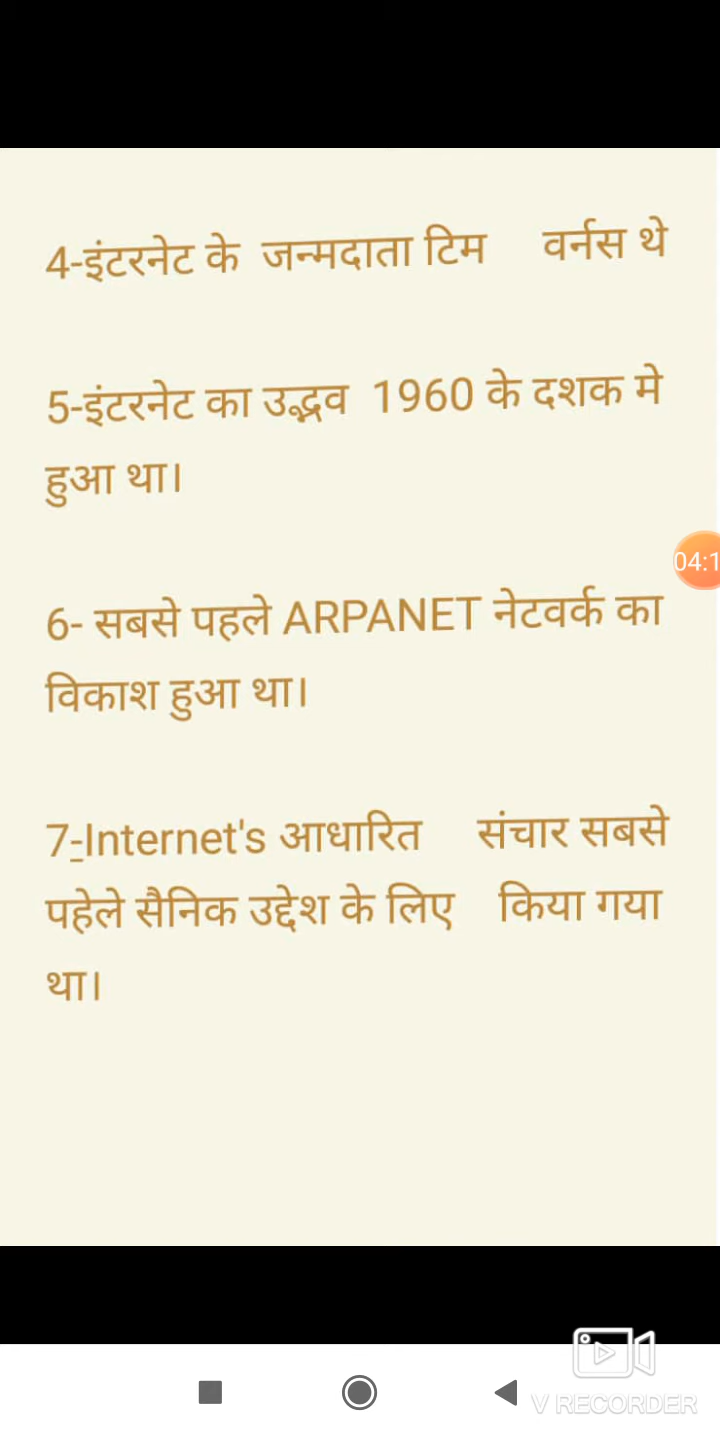 4-इंटरनेट के जन्मदाता टिम वर्नस थे
5-इंटरनेट का उद्भव 1960 के दशक मे
हुआ था।
04:1
6- सबसे पहले ARPANET नेटवर्क का
विकाश हुआ था।
7-Internet's आधारित संचार सबसे
पहेले सैनिक उद्देश के लिए किया गया
था।
V RECORDER